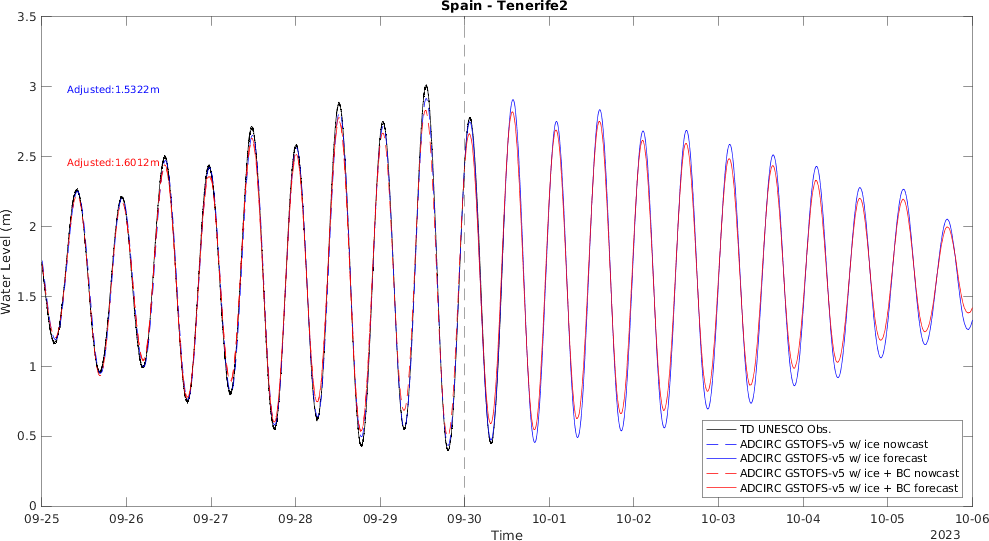 Spain - Tenerife2
3.5
3
2.5
2
1.5
1
0.5
0
Water Level (m)
Adjusted:1.5322m
Adjusted:1.6012m
TD UNESCO Obs.
ADCIRC GSTOFS-v5 w/ ice nowcast
ADCIRC GSTOFS-v5 w/ ice forecast
ADCIRC GSTOFS-v5 w/ ice + BC nowcast
ADCIRC GSTOFS-v5 w/ ice + BC forecast
09-25 09-26 09-27 09-28 09-29 09-30 10-01 10-02 10-03 10-04 10-05 10-06
Time
2023